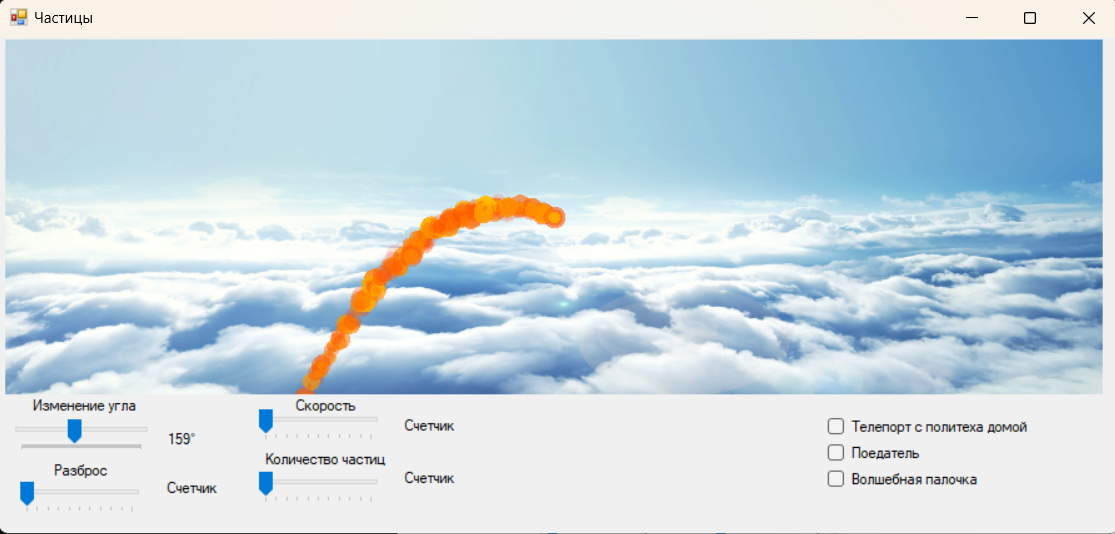 Частицы
Изменение угла
159°
Разброс
Счетчик
Скорость
Счетчик
Количество частиц
Счетчик
Телепорт с политеха домой
Поедатель
Волшебная палочка